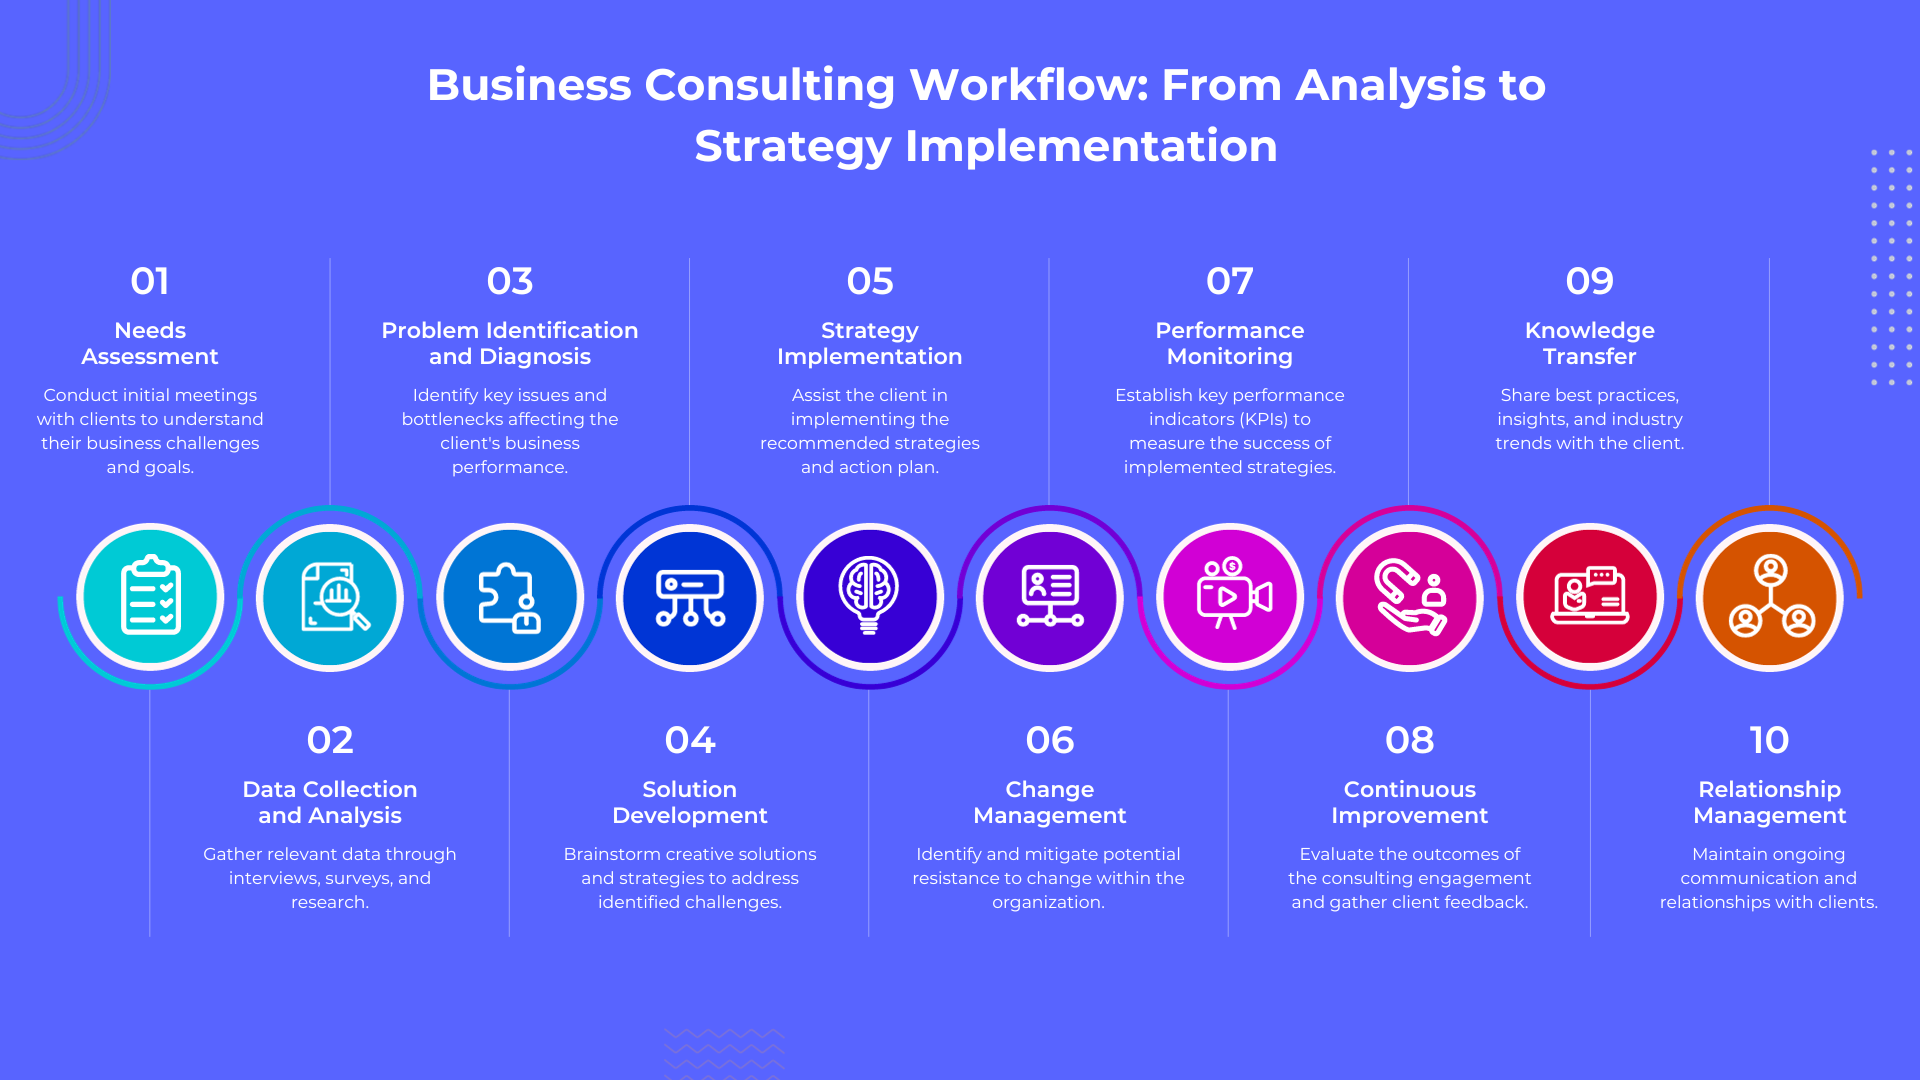 Business Consulting Workflow: From Analysis to
Strategy Implementation
01
Needs
Assessment
Conduct initial meetings
with clients to understand
their business challenges
and goals.
02
Data Collection
and Analysis
Gather relevant data through
interviews, surveys, and
research.
03
Problem Identification
and Diagnosis
Identify key issues and
bottlenecks affecting the
client's business
performance.
04
Solution
Development
Brainstorm creative solutions
and strategies to address
identified challenges.
05
Strategy
Implementation
Assist the client in
implementing the
recommended strategies
and action plan.
06
Change
Management
Identify and mitigate potential
resistance to change within the
organization.
07
Performance
Monitoring
Establish key performance
indicators (KPIs) to
measure the success of
implemented strategies.
$
08
Continuous
Improvement
Evaluate the outcomes of
the consulting engagement
and gather client feedback.
09
Knowledge
Transfer
Share best practices,
insights, and industry
trends with the client.
10
Relationship
Management
Maintain ongoing
communication and
relationships with clients.